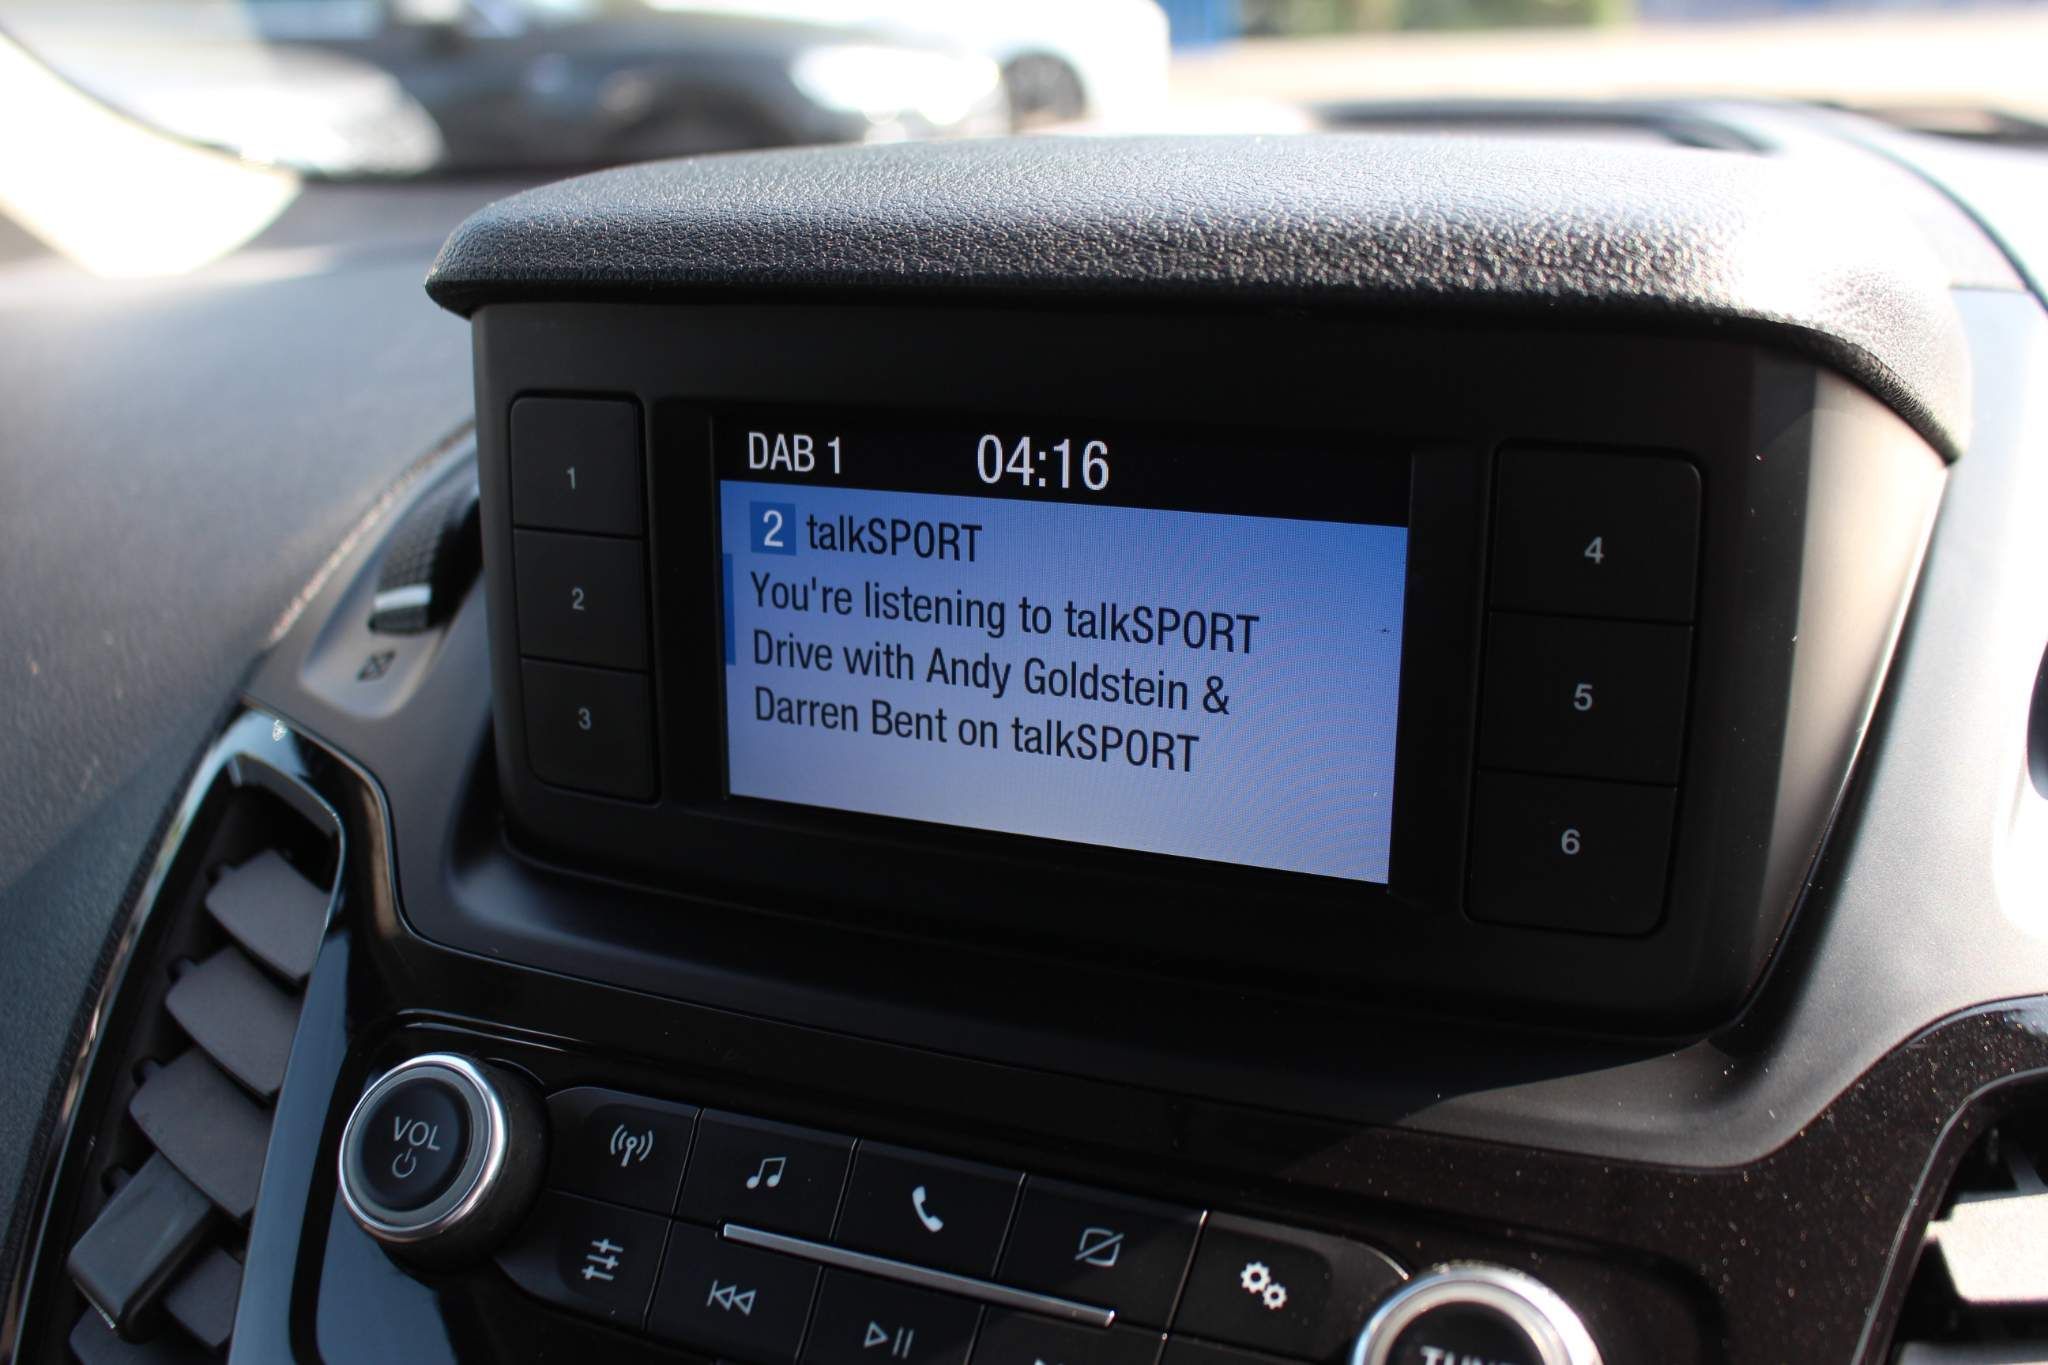 DAB 1 04:16
2 talkSPORT
You're listening to talkSPORT
Drive with Andy Goldstein &
Darren Bent on talkSPORT
1
2
3
4
5
6
VOL